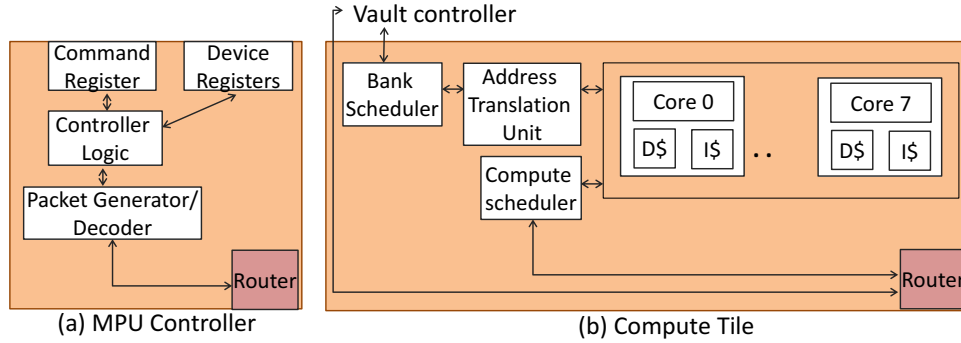 Command
Register
Device
Registers
Controller
Logic
Packet Generator/
Decoder
Router
(a) MPU Controller
Vault controller
Bank
Scheduler
Address
Translation
Unit
Core 0
D$ I$
. .
Core 7
D$ I$
Compute
scheduler
Router
(b) Compute Tile